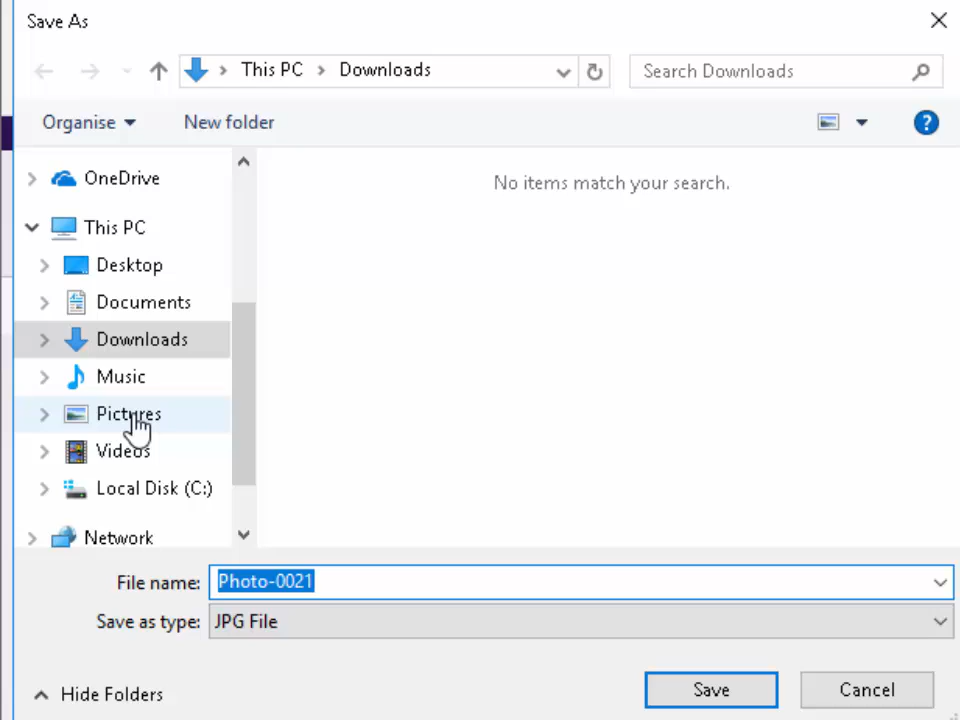 Save As
This PC > Downloads
Search Downloads
Organise
New folder
?
No items match your search.
OneDrive
This PC
Desktop
Documents
Downloads
Music
Pictures
Videos
Local Disk (C:)
Network
File name: Photo-0021
Save as type: JPG File
Hide Folders
Save
Cancel